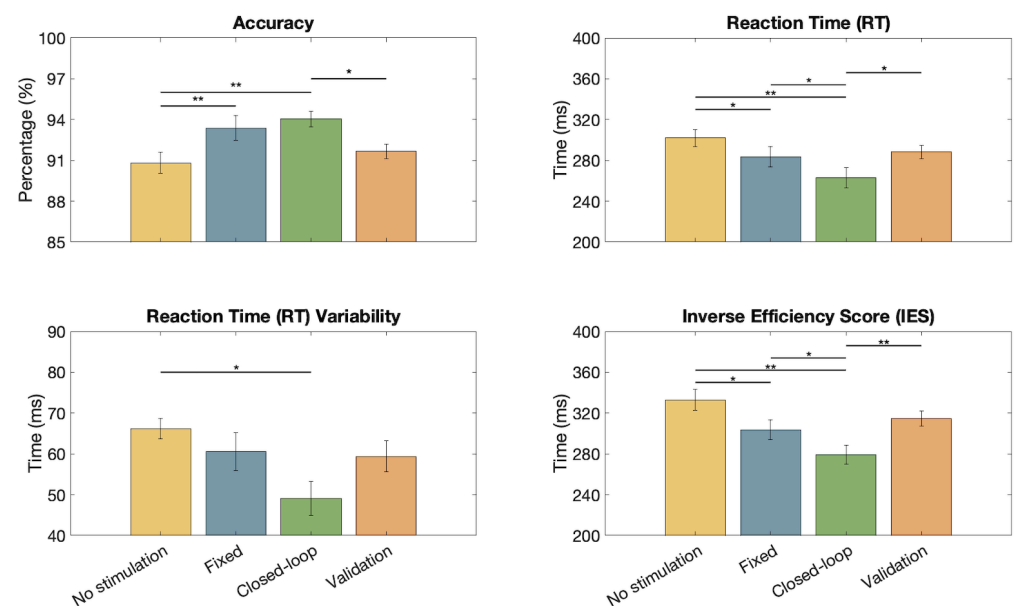 Accuracy
Percentage (%)
100
97
94
91
88
85
**
**
*
Reaction Time (RT)
Time (ms)
400
360
320
280
240
200
*
*
**
*
Reaction Time (RT) Variability
Time (ms)
90
80
70
60
50
40
*
No stimulation
Fixed
Closed-loop
Validation
Inverse Efficiency Score (IES)
Time (ms)
400
360
320
280
240
200
**
*
**
*
No stimulation
Fixed
Closed-loop
Validation